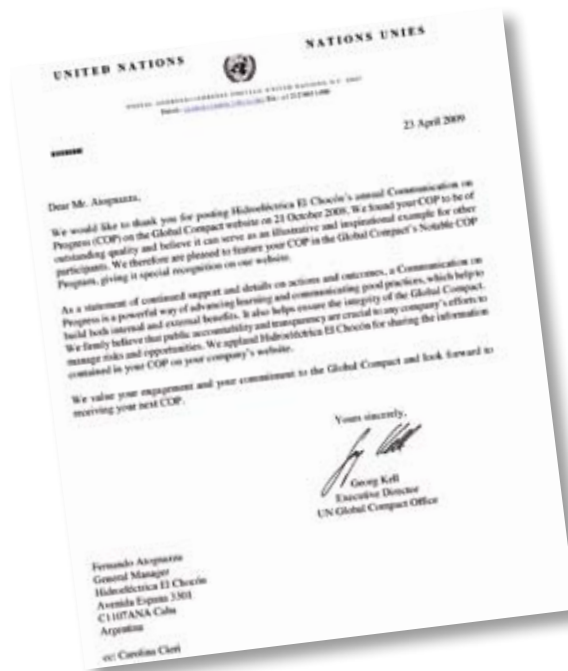 UNITED NATIONS
NATIONS UNIES
23 April 2009
Dear Mr.
We would like to thank you for posting Hidroeléctrica El Chocón's annual Communication on
Progress (COP) on the Global Compact website on 21 October 2008. We found your COP to be of
outstanding quality and believe it can serve as an illustrative and inspirational example for other
participants. We therefore are pleased to feature your COP in the Global Compact's Notable COP
Program, giving it special recognition on our website.
As a statement of continued support and details on actions and outcomes, a Communication on
Progress is a powerful way of advancing learning and communicating good practices, which help to
build both internal and external benefits. It also helps ensure the integrity of the Global Compact.
We firmly believe that public accountability and transparency are crucial to any company's efforts to
manage risks and opportunities. We applaud Hidroeléctrica El Chocón for sharing the information
contained in your COP on your company's website.
We value your engagement and your commitment to the Global Compact and look forward to
receiving your next COP.
Yours sincerely,
Georg Kell
Executive Director
UN Global Compact Office
Fernando
General Manager
Hidroeléctrica El Chocón
Avenida Espana 3301
C1107ANA Caba
Argentina
cc: Carolina Cieri